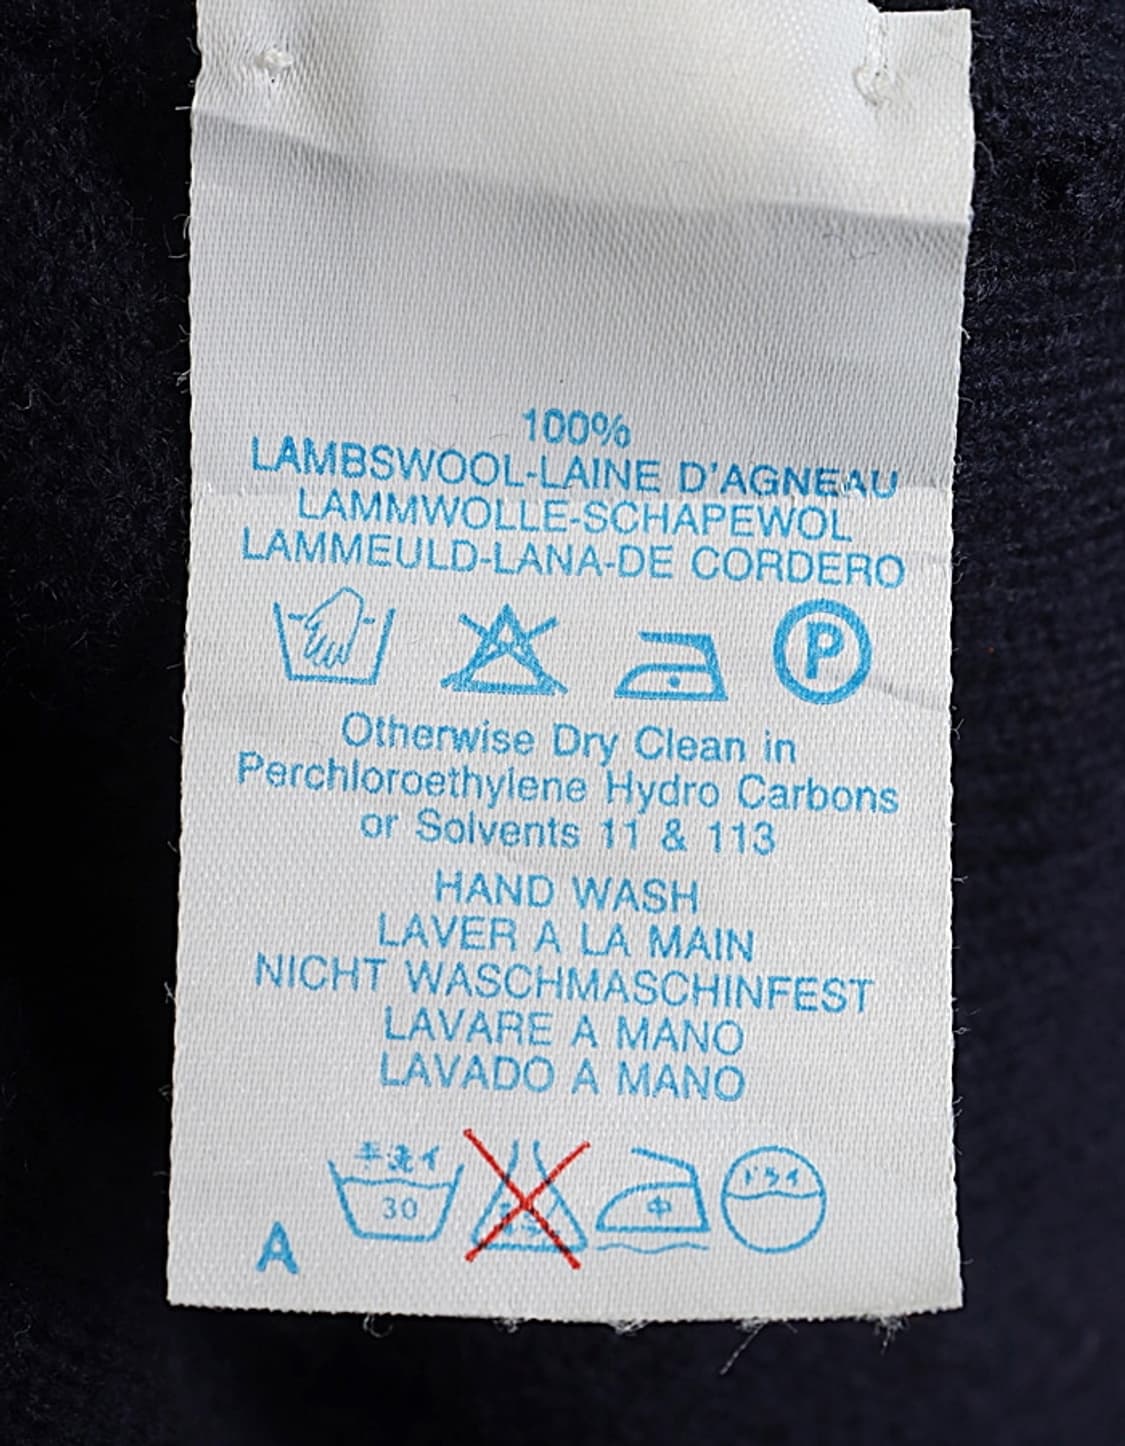 100%
LAMBSWOOL-LAINE D'AGNEAU
LAMMWOLLE-SCHAPEWOL
LAMMEULD-LANA-DE CORDERO
P
Otherwise Dry Clean in
Perchloroethylene Hydro Carbons
or Solvents 11 & 113
HAND WASH
LAVER A LA MAIN
NICHT WASCHMASCHINFEST
LAVARE A MANO
LAVADO A MANO
手洗イ
30
中
ドライ
A